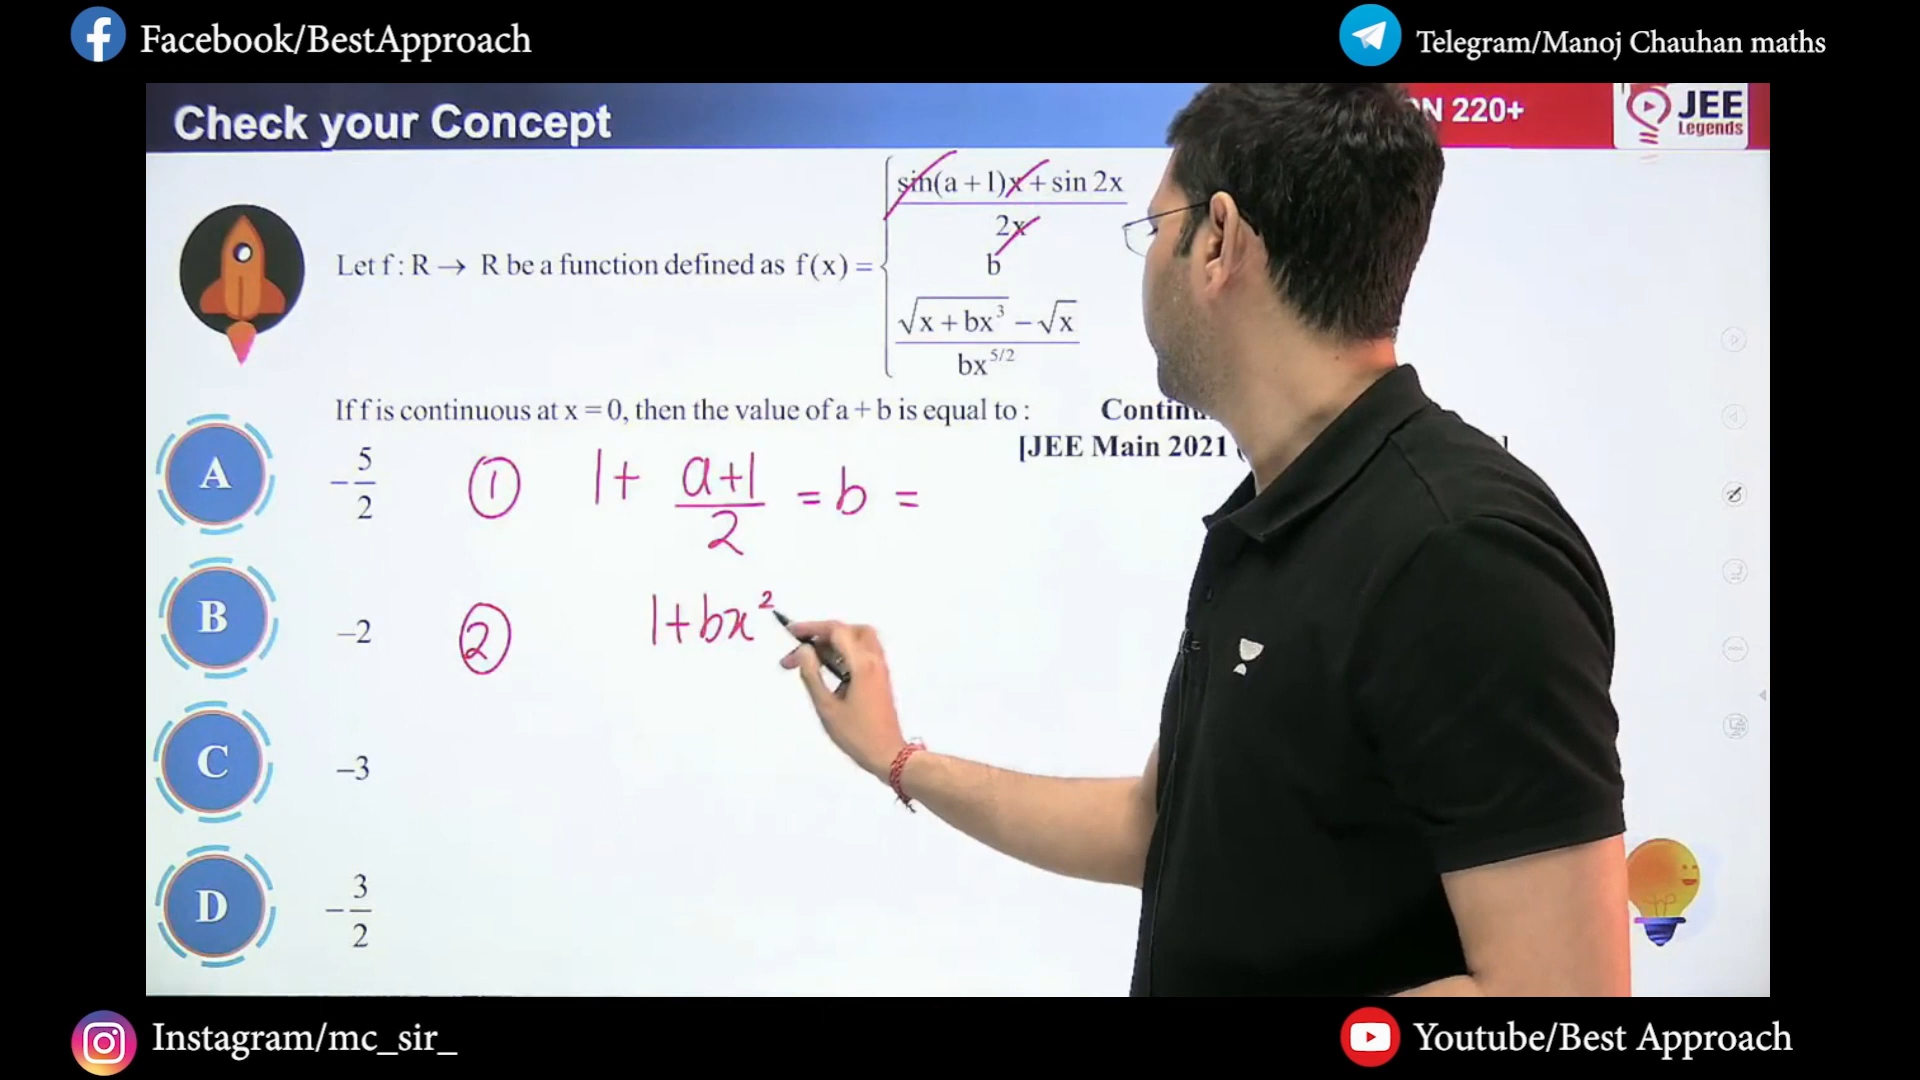 Facebook/BestApproach
Telegram/Manoj Chauhan maths
Check your Concept
N 220+
JEE
Legends
Let f : R → R be a function defined as f(x) =
sin(a + 1)x + sin 2x
2x
b
√x + bx³ − √x
bx^5/2
If f is continuous at x = 0, then the value of a + b is equal to :
[JEE Main 2021
A
−5/2
B
–2
C
–3
D
−3/2
① 1 + a+1/2 = b =
② 1+bx²
Instagram/mc_sir_
Youtube/Best Approach